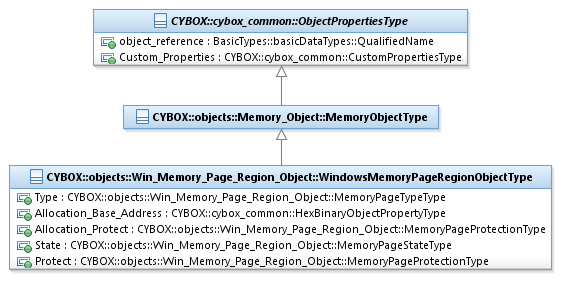 CYBOX::cybox_common::ObjectPropertiesType
object_reference : BasicTypes::basicDataTypes::QualifiedName
Custom_Properties : CYBOX::cybox_common::CustomPropertiesType
CYBOX::objects::Memory_Object::MemoryObjectType
CYBOX::objects::Win_Memory_Page_Region_Object::WindowsMemoryPageRegionObjectType
Type : CYBOX::objects::Win_Memory_Page_Region_Object::MemoryPageTypeType
Allocation_Base_Address : CYBOX::cybox_common::HexBinaryObjectPropertyType
Allocation_Protect : CYBOX::objects::Win_Memory_Page_Region_Object::MemoryPageProtectionType
State : CYBOX::objects::Win_Memory_Page_Region_Object::MemoryPageStateType
Protect : CYBOX::objects::Win_Memory_Page_Region_Object::MemoryPageProtectionType